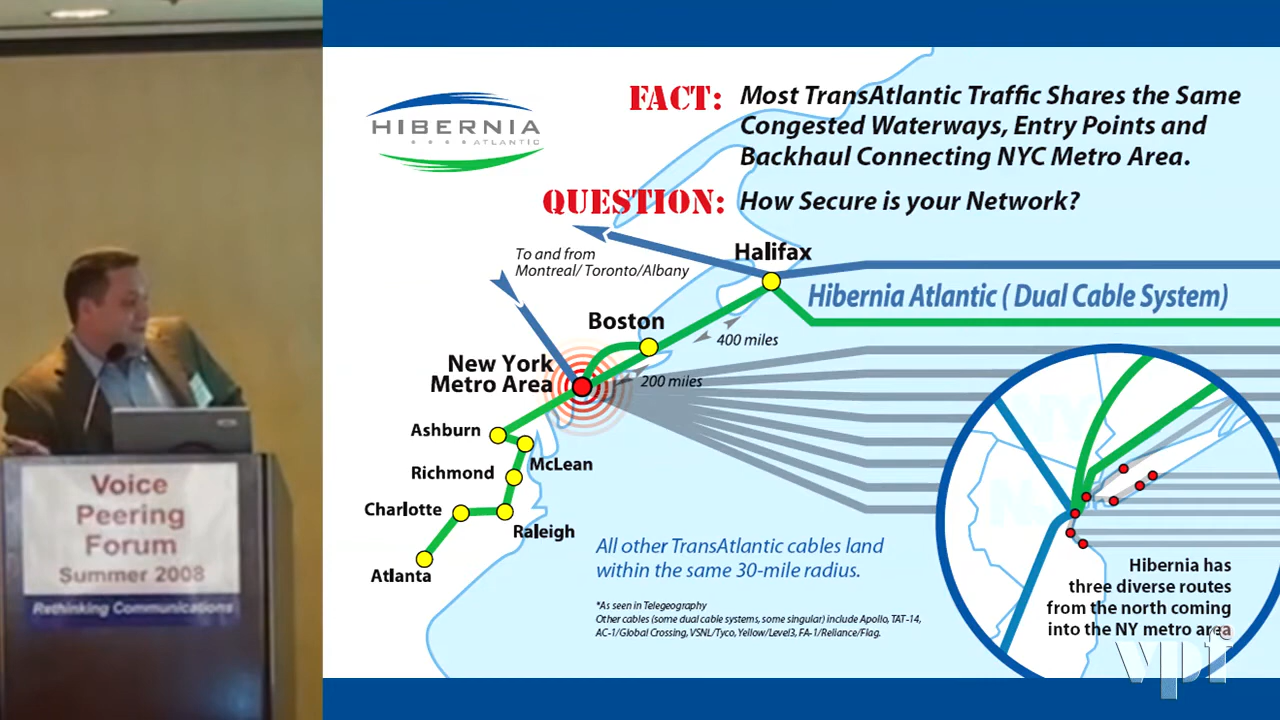 HIBERNIA
ATLANTIC
FACT: Most TransAtlantic Traffic Shares the Same
Congested Waterways, Entry Points and
Backhaul Connecting NYC Metro Area.
QUESTION: How Secure is your Network?
To and from
Montreal/ Toronto/Albany
Halifax
Hibernia Atlantic ( Dual Cable System)
Boston
400 miles
New York
Metro Area
200 miles
Ashburn
McLean
Richmond
Charlotte
Raleigh
Atlanta
NY
All other TransAtlantic cables land
within the same 30-mile radius.
*As seen in Telegeography
Other cables (some dual cable systems, some singular) include Apollo, TAT-14,
AC-1/Global Crossing, VSNL/Tyco, Yellow/Level3, FA-1/Reliance/Flag.
Hibernia has
three diverse routes
from the north coming
into the NY metro area
vpf
Voice
Peering
Forum
Summer 2008
Rethinking Communications